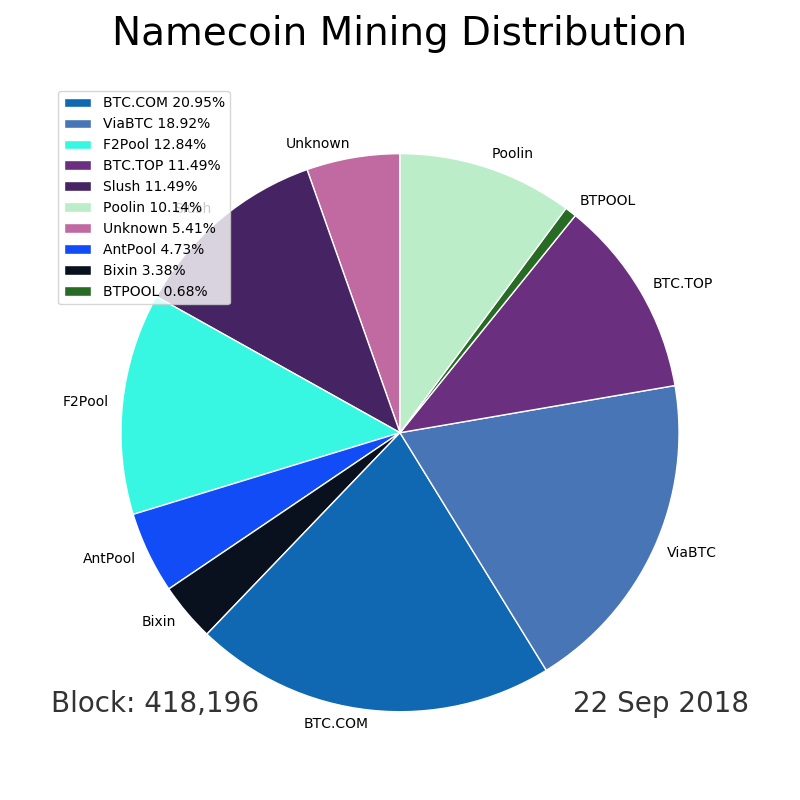 Namecoin Mining Distribution
BTC.COM 20.95%
ViaBTC 18.92%
F2Pool 12.84%
BTC.TOP 11.49%
Slush 11.49%
Poolin 10.14%
Unknown 5.41%
AntPool 4.73%
Bixin 3.38%
BTPOOL 0.68%
Unknown
Poolin
BTPOOL
BTC.TOP
F2Pool
ViaBTC
AntPool
Bixin
BTC.COM
Block: 418,196
22 Sep 2018